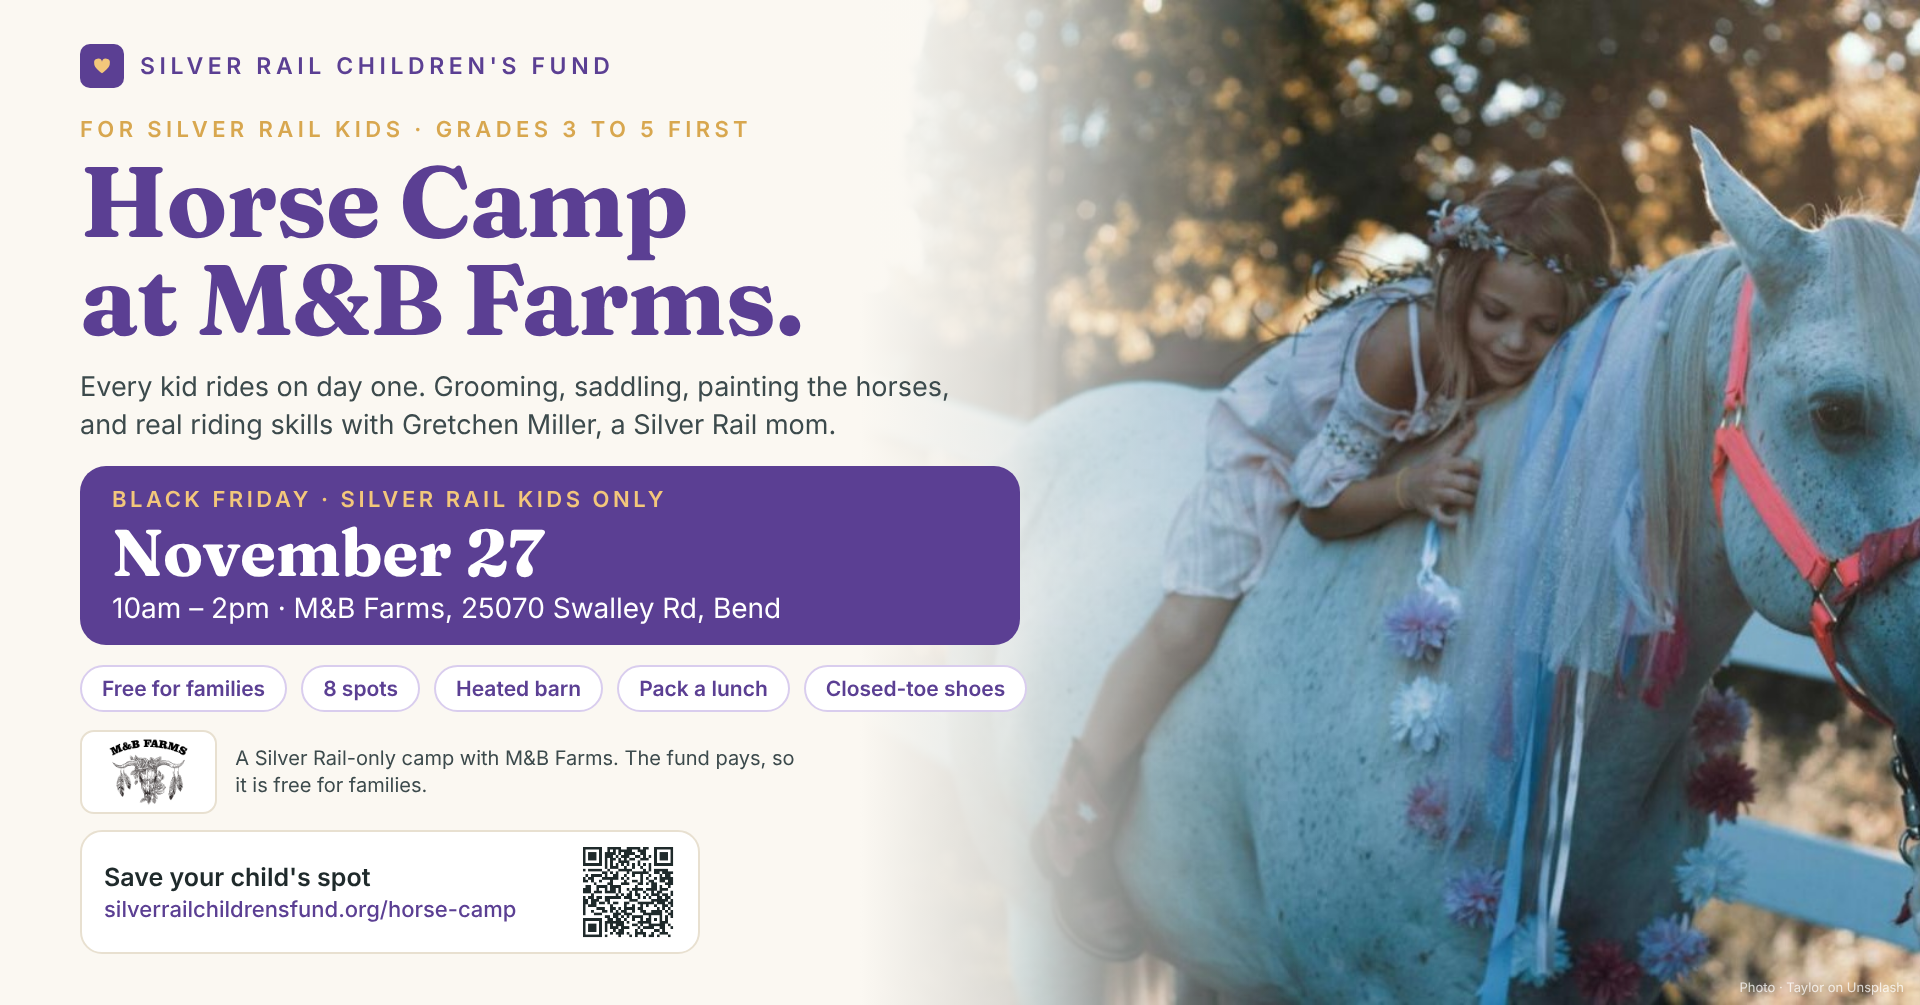 SILVER RAIL CHILDREN'S FUND
FOR SILVER RAIL KIDS · GRADES 3 TO 5 FIRST
Horse Camp
at M&B Farms.
Every kid rides on day one. Grooming, saddling, painting the horses,
and real riding skills with Gretchen Miller, a Silver Rail mom.
BLACK FRIDAY · SILVER RAIL KIDS ONLY
November 27
10am – 2pm · M&B Farms, 25070 Swalley Rd, Bend
Free for families
8 spots
Heated barn
Pack a lunch
Closed-toe shoes
M&B FARMS
A Silver Rail-only camp with M&B Farms. The fund pays, so
it is free for families.
Save your child's spot
silverrailchildrensfund.org/horse-camp
Photo · Taylor on Unsplash